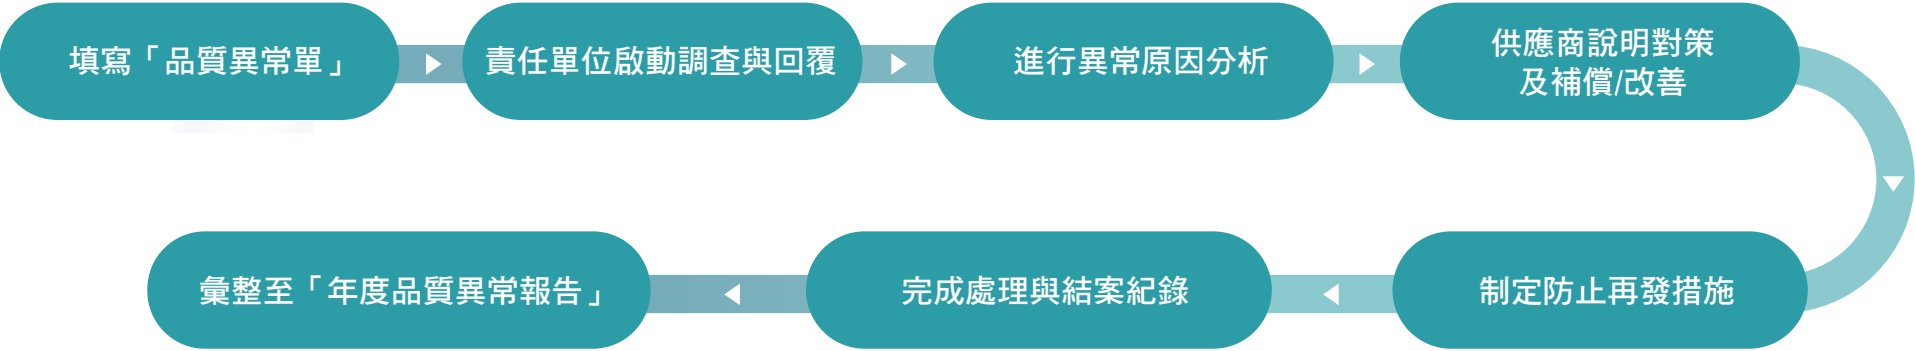 填寫「品質異常單」
責任單位啟動調查與回覆
進行異常原因分析
供應商說明對策
及補償/改善
制定防止再發措施
完成處理與結案紀錄
彙整至「年度品質異常報告」